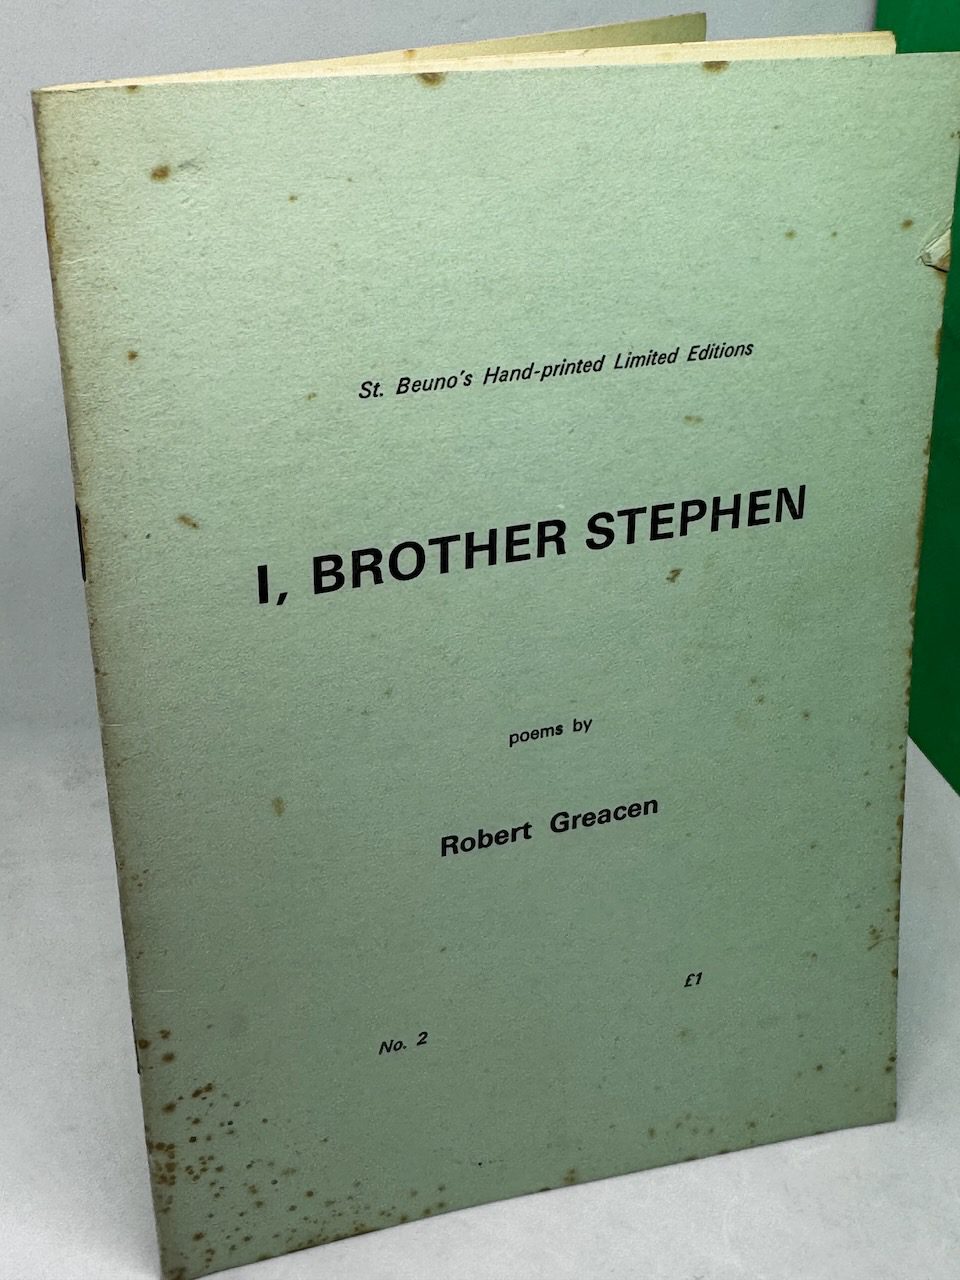 St. Beuno's Hand-printed Limited Editions
I, BROTHER STEPHEN
poems by
Robert Greacen
£1
No. 2